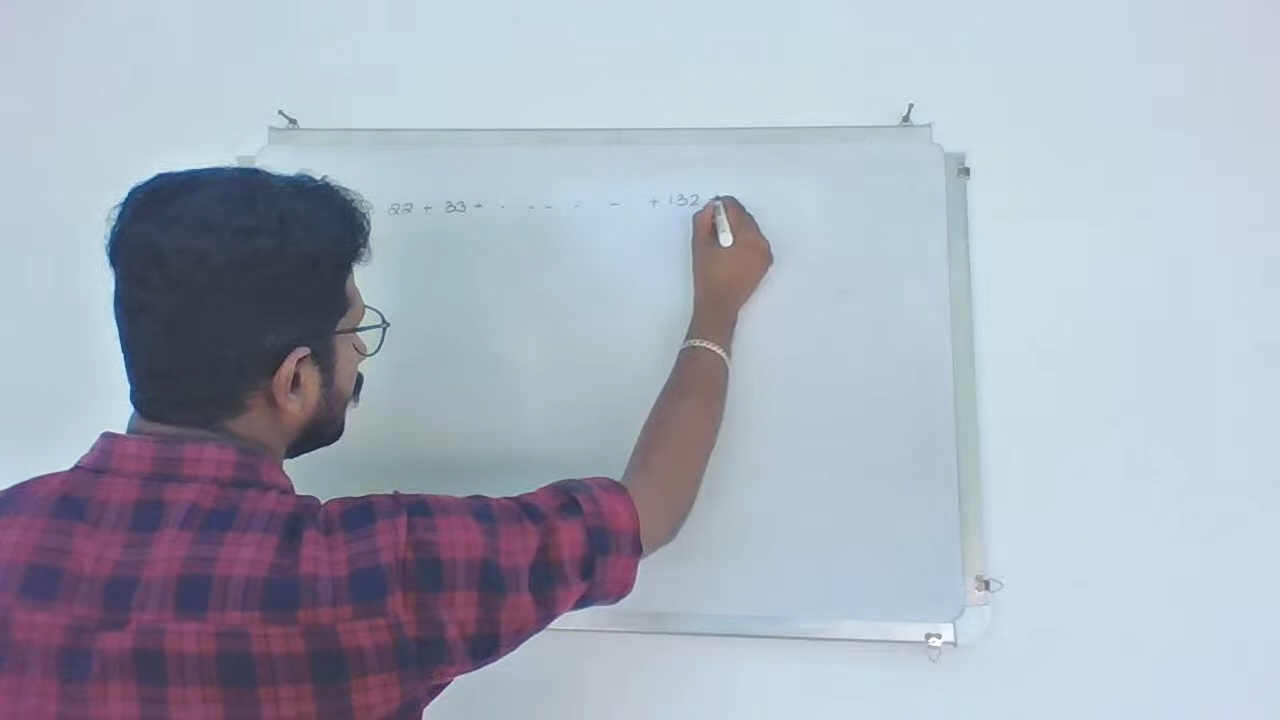 22 + 33 + . . - - - - + 132